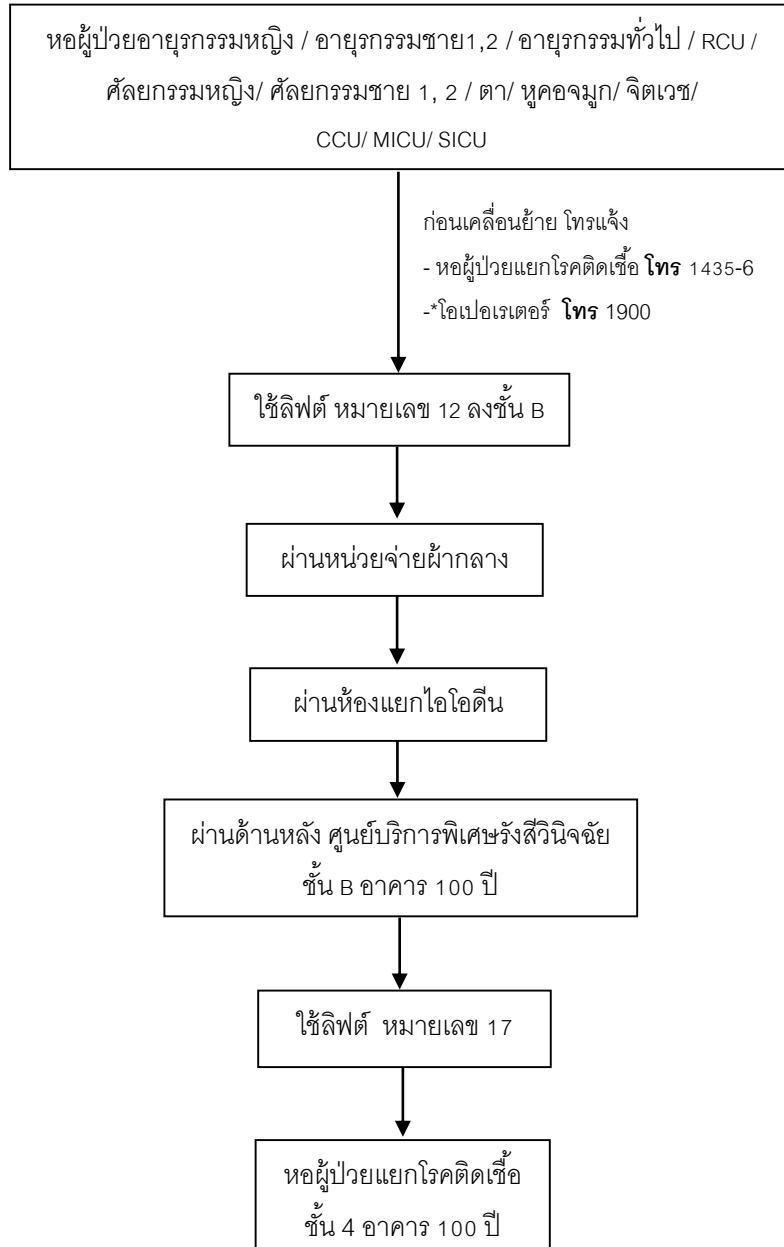 หอผู้ป่วยอายุรกรรมหญิง / อายุรกรรมชาย1,2 / อายุรกรรมทั่วไป / RCU /
ศัลยกรรมหญิง/ ศัลยกรรมชาย 1, 2 / ตา/ หูคอจมูก/ จิตเวช/
CCU/ MICU/ SICU
ก่อนเคลื่อนย้าย โทรแจ้ง
- หอผู้ป่วยแยกโรคติดเชื้อ โทร 1435-6
-*โอเปอเรเตอร์ โทร 1900
ใช้ลิฟต์ หมายเลข 12 ลงชั้น B
ผ่านหน่วยจ่ายผ้ากลาง
ผ่านห้องแยกไอโอดีน
ผ่านด้านหลัง ศูนย์บริการพิเศษรังสีวินิจฉัย
ชั้น B อาคาร 100 ปี
ใช้ลิฟต์ หมายเลข 17
หอผู้ป่วยแยกโรคติดเชื้อ
ชั้น 4 อาคาร 100 ปี